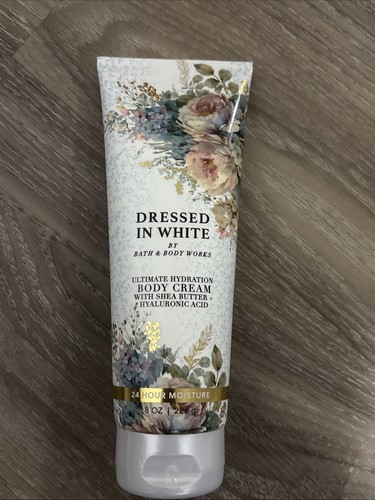 DRESSED
IN WHITE
BY
BATH & BODY WORKS
ULTIMATE HYDRATION
BODY CREAM
WITH SHEA BUTTER +
HYALURONIC ACID
24 HOUR MOISTURE
8 OZ | 226 g